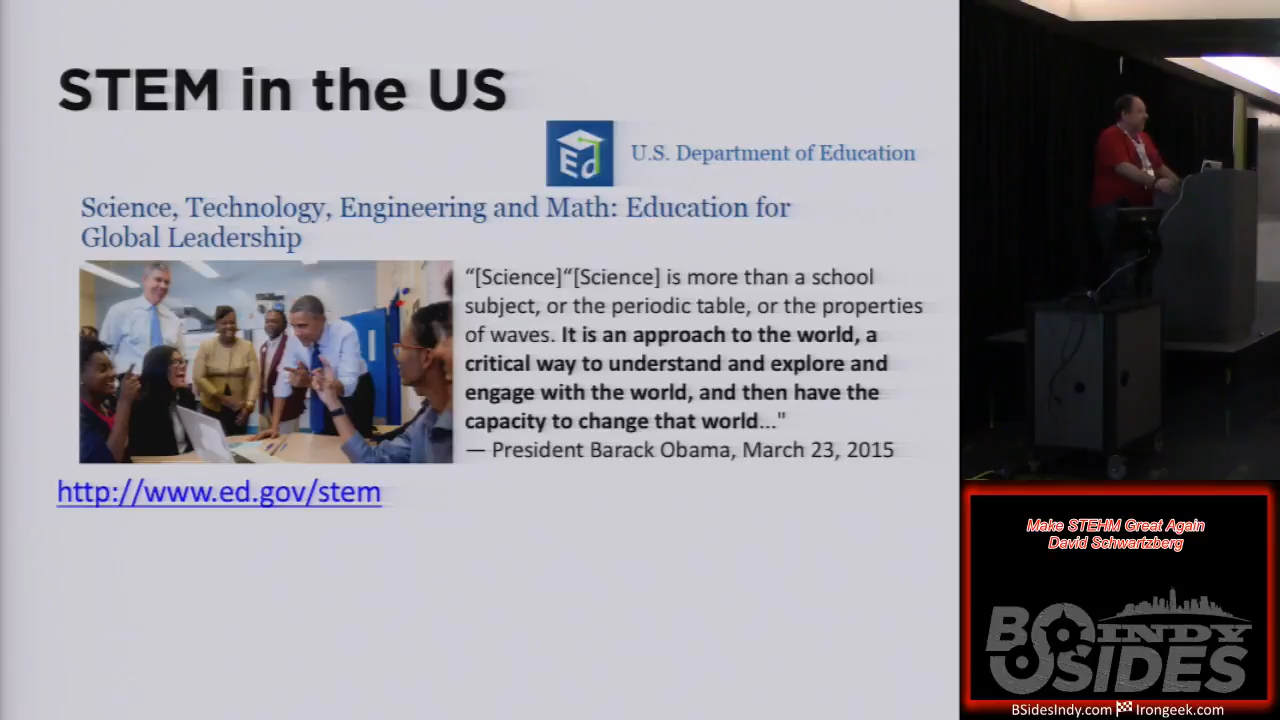 STEM in the US
Ed
U.S. Department of Education
Science, Technology, Engineering and Math: Education for
Global Leadership
“[Science]“[Science] is more than a school
subject, or the periodic table, or the properties
of waves. It is an approach to the world, a
critical way to understand and explore and
engage with the world, and then have the
capacity to change that world..."
— President Barack Obama, March 23, 2015
http://www.ed.gov/stem
Make STEHM Great Again
David Schwartzberg
BSIDES INDY
BSidesIndy.com Irongeek.com